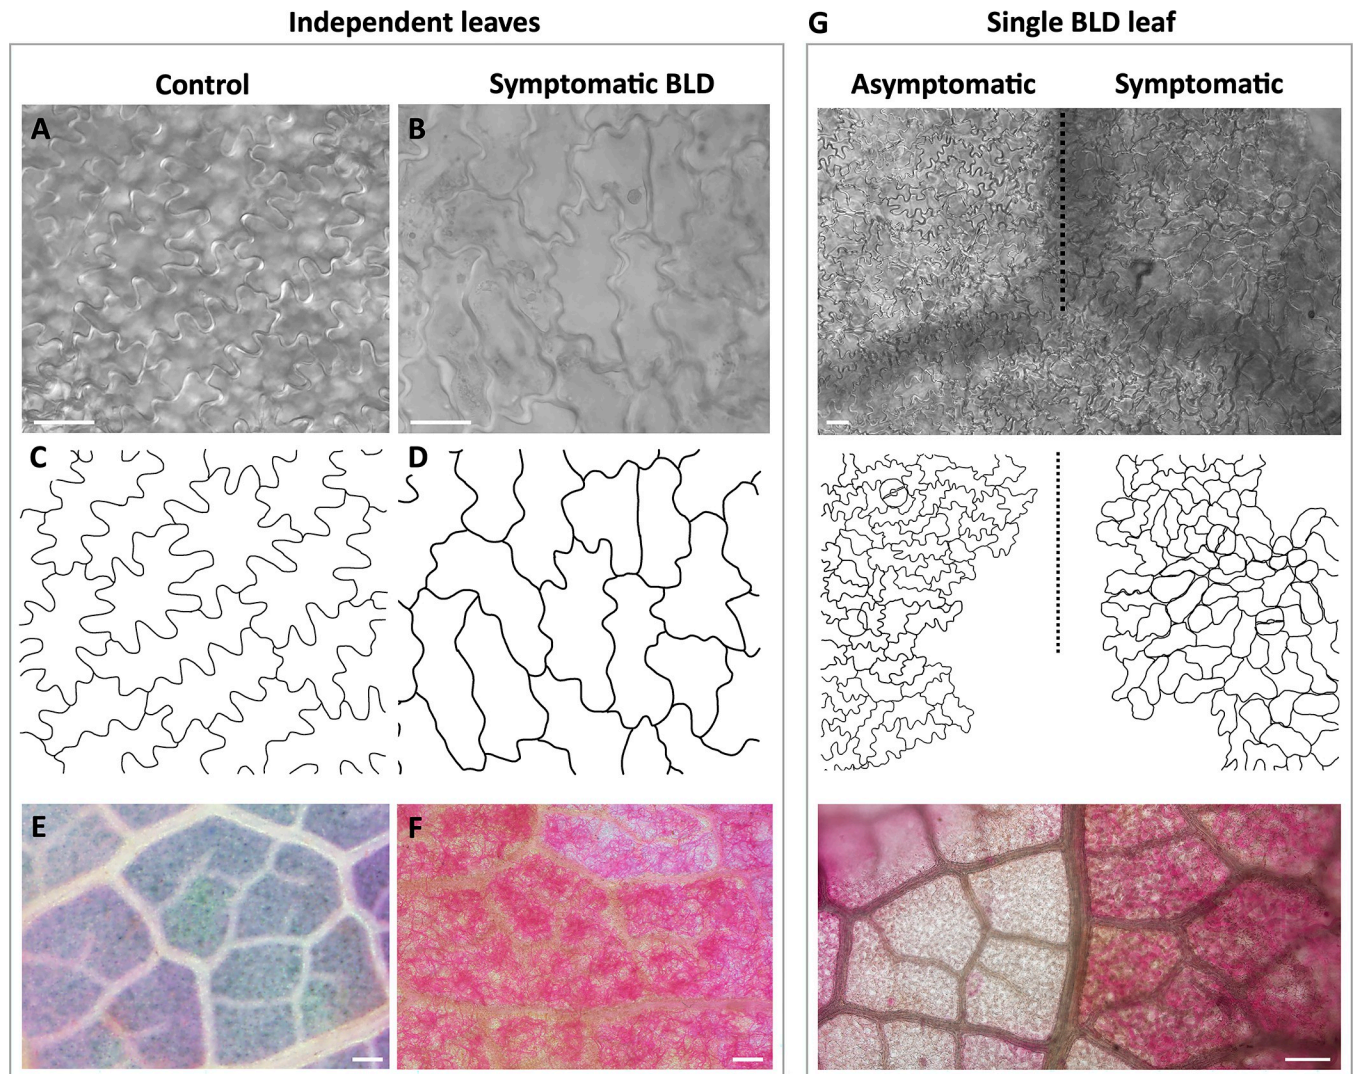 Independent leaves
G
Single BLD leaf
Control
Symptomatic BLD
Asymptomatic
Symptomatic
A
B
C
D
E
F